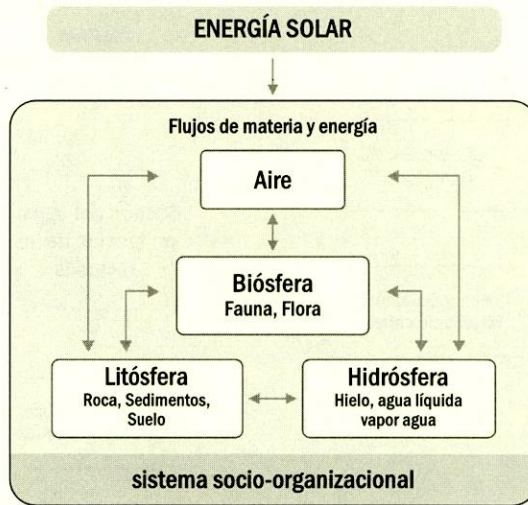 ENERGÍA SOLAR
Flujos de materia y energía
Aire
Biósfera
Fauna, Flora
Litósfera
Roca, Sedimentos,
Suelo
Hidrósfera
Hielo, agua líquida
vapor agua
sistema socio-organizacional